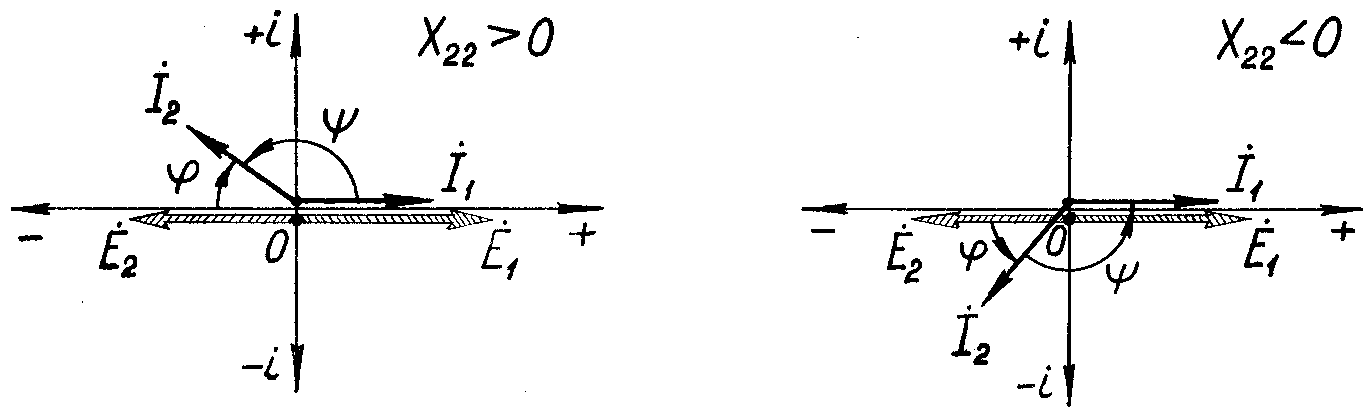 +i
X₂₂>0
İ₂
ψ
φ
İ₁
−
Ė₂
0
Ė₁
+
−i
+i
X₂₂<0
İ₁
−
Ė₂
φ
0
ψ
Ė₁
+
İ₂
−i